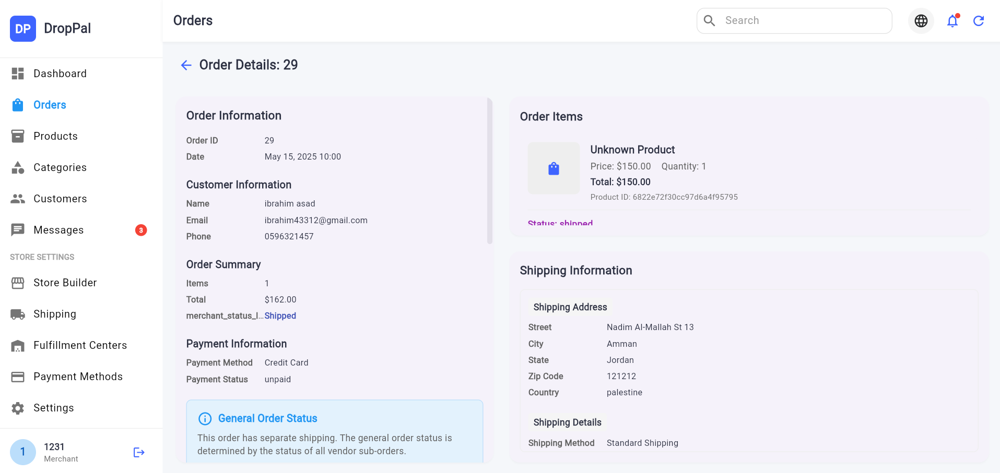 DP DropPal
Dashboard
Orders
Products
Categories
Customers
Messages 3
STORE SETTINGS
Store Builder
Shipping
Fulfillment Centers
Payment Methods
Settings
1 1231
Merchant
Orders
Search
Order Details: 29
Order Information
Order ID 29
Date May 15, 2025 10:00
Customer Information
Name ibrahim asad
Email ibrahim43312@gmail.com
Phone 0596321457
Order Summary
Items 1
Total $162.00
merchant_status_l... Shipped
Payment Information
Payment Method Credit Card
Payment Status unpaid
General Order Status
This order has separate shipping. The general order status is
determined by the status of all vendor sub-orders.
Order Items
Unknown Product
Price: $150.00 Quantity: 1
Total: $150.00
Product ID: 6822e72f30cc97d6a4f95795
Status: shipped
Shipping Information
Shipping Address
Street Nadim Al-Mallah St 13
City Amman
State Jordan
Zip Code 121212
Country palestine
Shipping Details
Shipping Method Standard Shipping